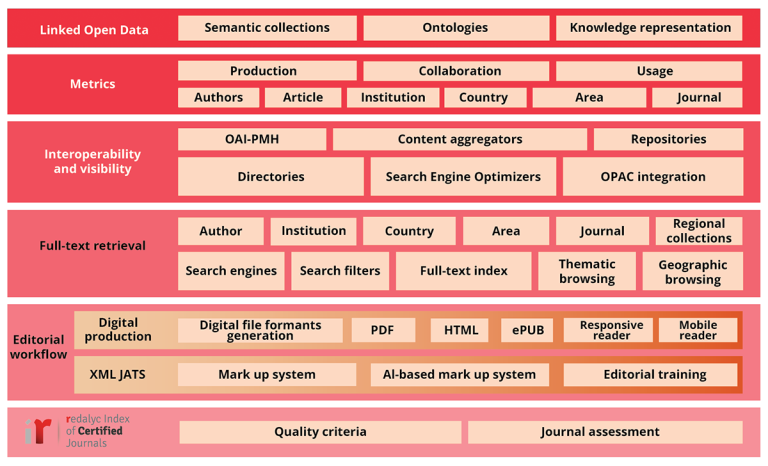 Linked Open Data
Semantic collections
Ontologies
Knowledge representation
Metrics
Production
Collaboration
Usage
Authors
Article
Institution
Country
Area
Journal
Interoperability
and visibility
OAI-PMH
Content aggregators
Repositories
Directories
Search Engine Optimizers
OPAC integration
Full-text retrieval
Author
Institution
Country
Area
Journal
Regional
collections
Search engines
Search filters
Full-text index
Thematic
browsing
Geographic
browsing
Editorial
workflow
Digital
production
Digital file formants
generation
PDF
HTML
ePUB
Responsive
reader
Mobile
reader
XML JATS
Mark up system
AI-based mark up system
Editorial training
ir
redalyc Index
of Certified
Journals
Quality criteria
Journal assessment